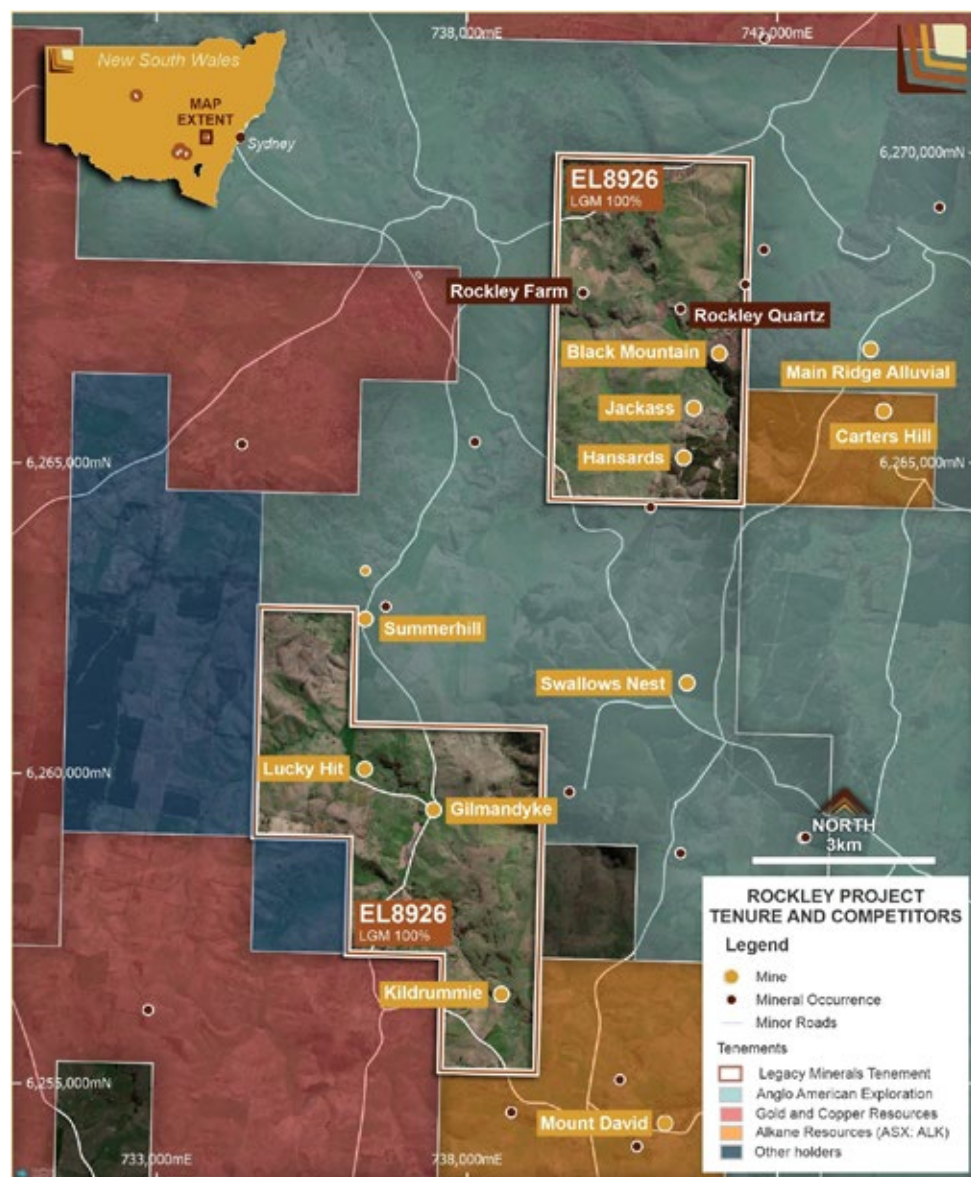 738,000mE
743,000mE
New South Wales
MAP
EXTENT
Sydney
6,270,000mN
EL8926
LGM 100%
Rockley Farm
Rockley Quartz
Black Mountain
Main Ridge Alluvial
Jackass
Carters Hill
Hansards
6,265,000mN
6,265,000mN
Summerhill
Swallows Nest
Lucky Hit
6,260,000mN
Gilmandyke
NORTH
3km
EL8926
LGM 100%
Kildrummie
6,255,000mN
Mount David
733,000mE
738,000mE
ROCKLEY PROJECT
TENURE AND COMPETITORS
Legend
Mine
Mineral Occurrence
Minor Roads
Tenements
Legacy Minerals Tenement
Anglo American Exploration
Gold and Copper Resources
Alkane Resources (ASX: ALK)
Other holders